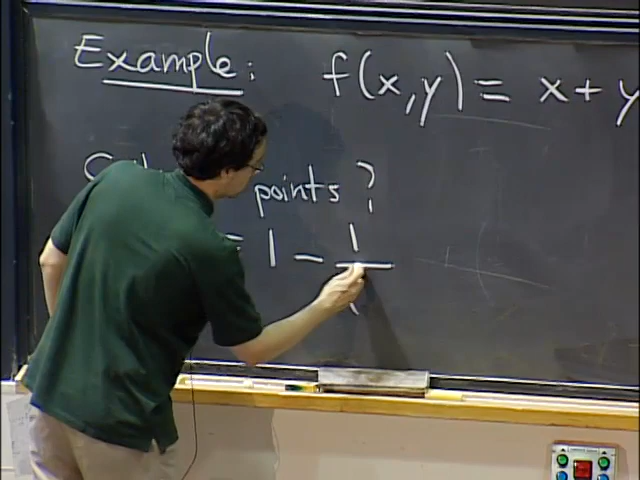 Example: f(x,y) = x + y
points ?
= 1 - 1